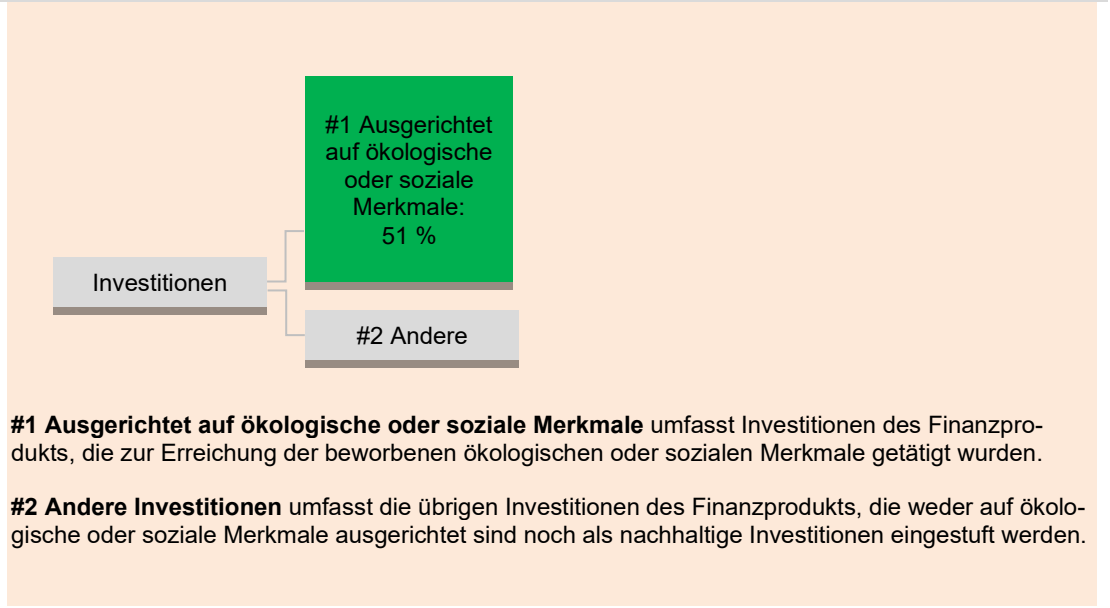 #1 Ausgerichtet
auf ökologische
oder soziale
Merkmale:
51 %
Investitionen
#2 Andere
#1 Ausgerichtet auf ökologische oder soziale Merkmale umfasst Investitionen des Finanzpro-
dukts, die zur Erreichung der beworbenen ökologischen oder sozialen Merkmale getätigt wurden.
#2 Andere Investitionen umfasst die übrigen Investitionen des Finanzprodukts, die weder auf ökolo-
gische oder soziale Merkmale ausgerichtet sind noch als nachhaltige Investitionen eingestuft werden.